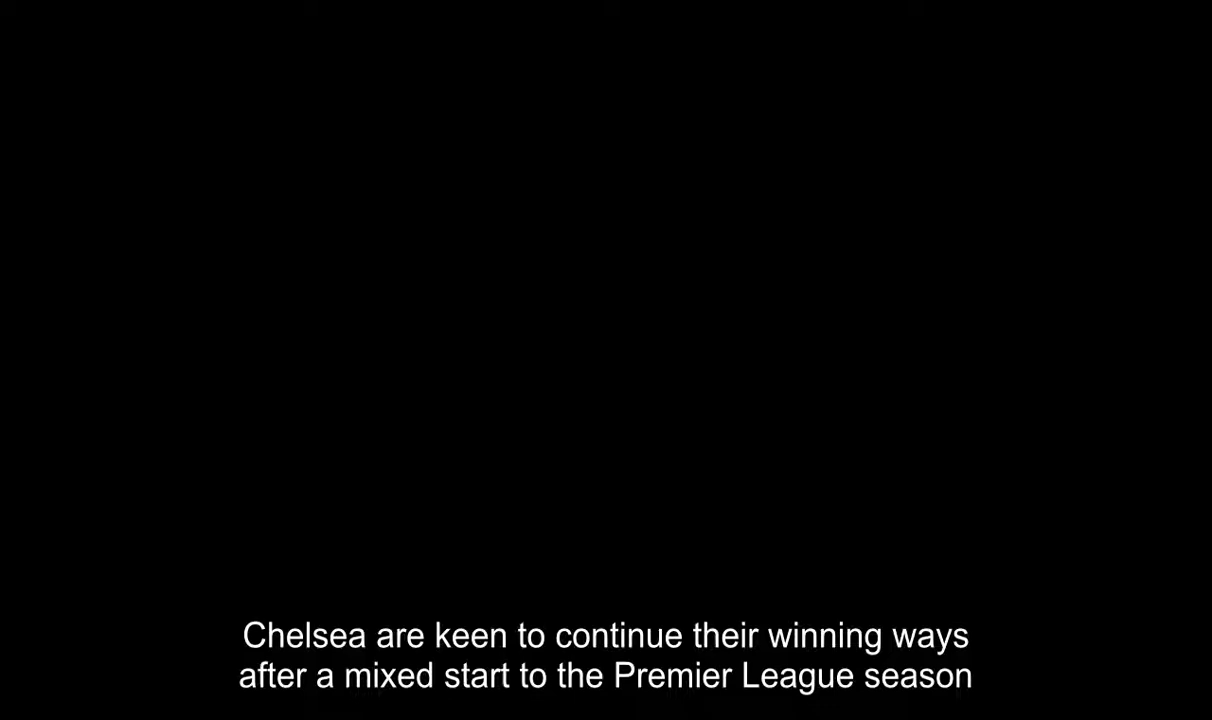 Chelsea are keen to continue their winning ways
after a mixed start to the Premier League season